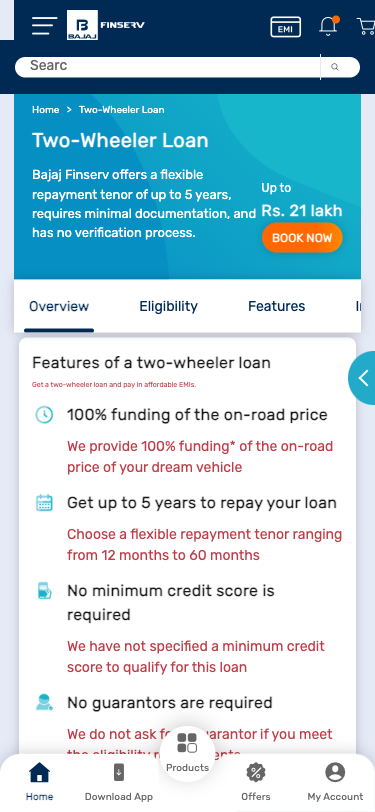 BAJAJ FINSERV
EMI
Searc
Home > Two-Wheeler Loan
Two-Wheeler Loan
Bajaj Finserv offers a flexible
repayment tenor of up to 5 years,
requires minimal documentation, and
has no verification process.
Up to
Rs. 21 lakh
BOOK NOW
Overview Eligibility Features
Features of a two-wheeler loan
Get a two-wheeler loan and pay in affordable EMIs.
100% funding of the on-road price
We provide 100% funding* of the on-road
price of your dream vehicle
Get up to 5 years to repay your loan
Choose a flexible repayment tenor ranging
from 12 months to 60 months
No minimum credit score is
required
We have not specified a minimum credit
score to qualify for this loan
No guarantors are required
We do not ask guarantor if you meet
the eligibility
Products
Home Download App Offers My Account